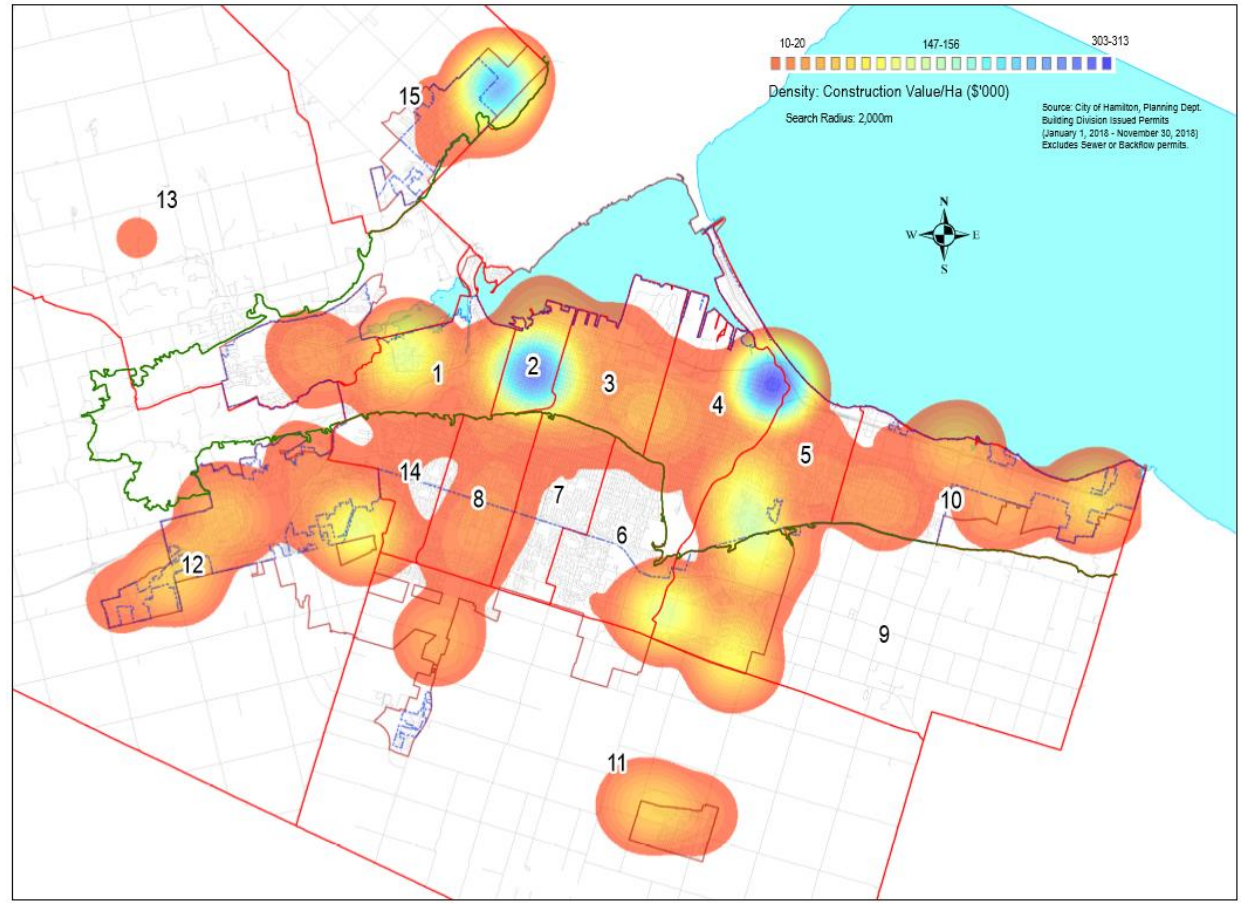 10-20 147-156 303-313
Density: Construction Value/Ha ($'000)
Search Radius: 2,000m
Source: City of Hamilton, Planning Dept.
Building Division Issued Permits
(January 1, 2018 - November 30, 2018)
Excludes Sewer or Backflow permits.
15
13
N
W E
S
1
2
3
4
5
14
8
7
6
10
12
9
11